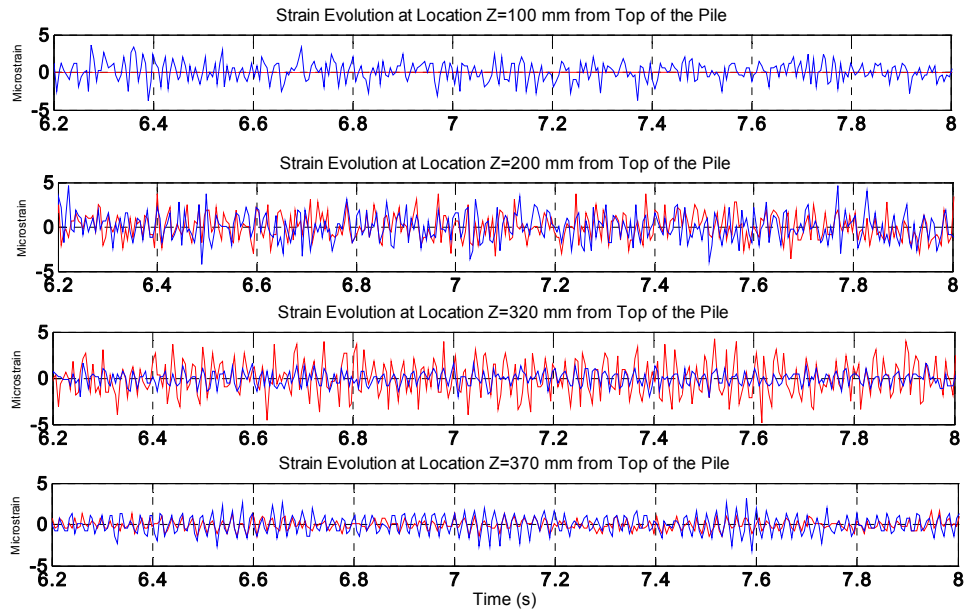 Strain Evolution at Location Z=100 mm from Top of the Pile
Microstrain
5
0
-5
6.2 6.4 6.6 6.8 7 7.2 7.4 7.6 7.8 8
Strain Evolution at Location Z=200 mm from Top of the Pile
Microstrain
5
0
-5
6.2 6.4 6.6 6.8 7 7.2 7.4 7.6 7.8 8
Strain Evolution at Location Z=320 mm from Top of the Pile
Microstrain
5
0
-5
6.2 6.4 6.6 6.8 7 7.2 7.4 7.6 7.8 8
Strain Evolution at Location Z=370 mm from Top of the Pile
Microstrain
5
0
-5
6.2 6.4 6.6 6.8 7 7.2 7.4 7.6 7.8 8
Time (s)